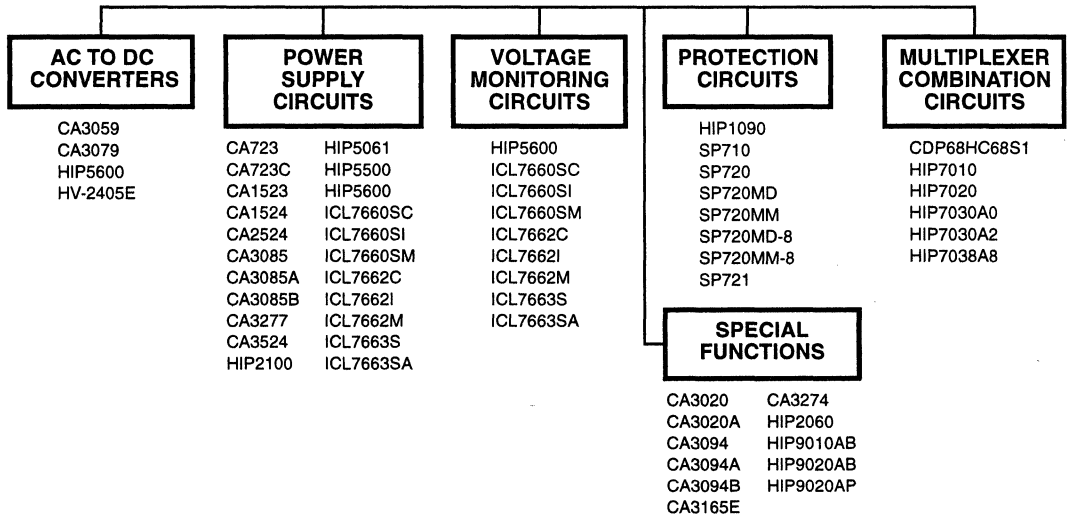 AC TO DC
CONVERTERS
CA3059
CA3079
HIP5600
HV-2405E
POWER
SUPPLY
CIRCUITS
CA723 HIP5061
CA723C HIP5500
CA1523 HIP5600
CA1524 ICL7660SC
CA2524 ICL7660SI
CA3085 ICL7660SM
CA3085A ICL7662C
CA3085B ICL7662I
CA3277 ICL7662M
CA3524 ICL7663S
HIP2100 ICL7663SA
VOLTAGE
MONITORING
CIRCUITS
HIP5600
ICL7660SC
ICL7660SI
ICL7660SM
ICL7662C
ICL7662I
ICL7662M
ICL7663S
ICL7663SA
PROTECTION
CIRCUITS
HIP1090
SP710
SP720
SP720MD
SP720MM
SP720MD-8
SP720MM-8
SP721
SPECIAL
FUNCTIONS
CA3020 CA3274
CA3020A HIP2060
CA3094 HIP9010AB
CA3094A HIP9020AB
CA3094B HIP9020AP
CA3165E
MULTIPLEXER
COMBINATION
CIRCUITS
CDP68HC68S1
HIP7010
HIP7020
HIP7030A0
HIP7030A2
HIP7038A8